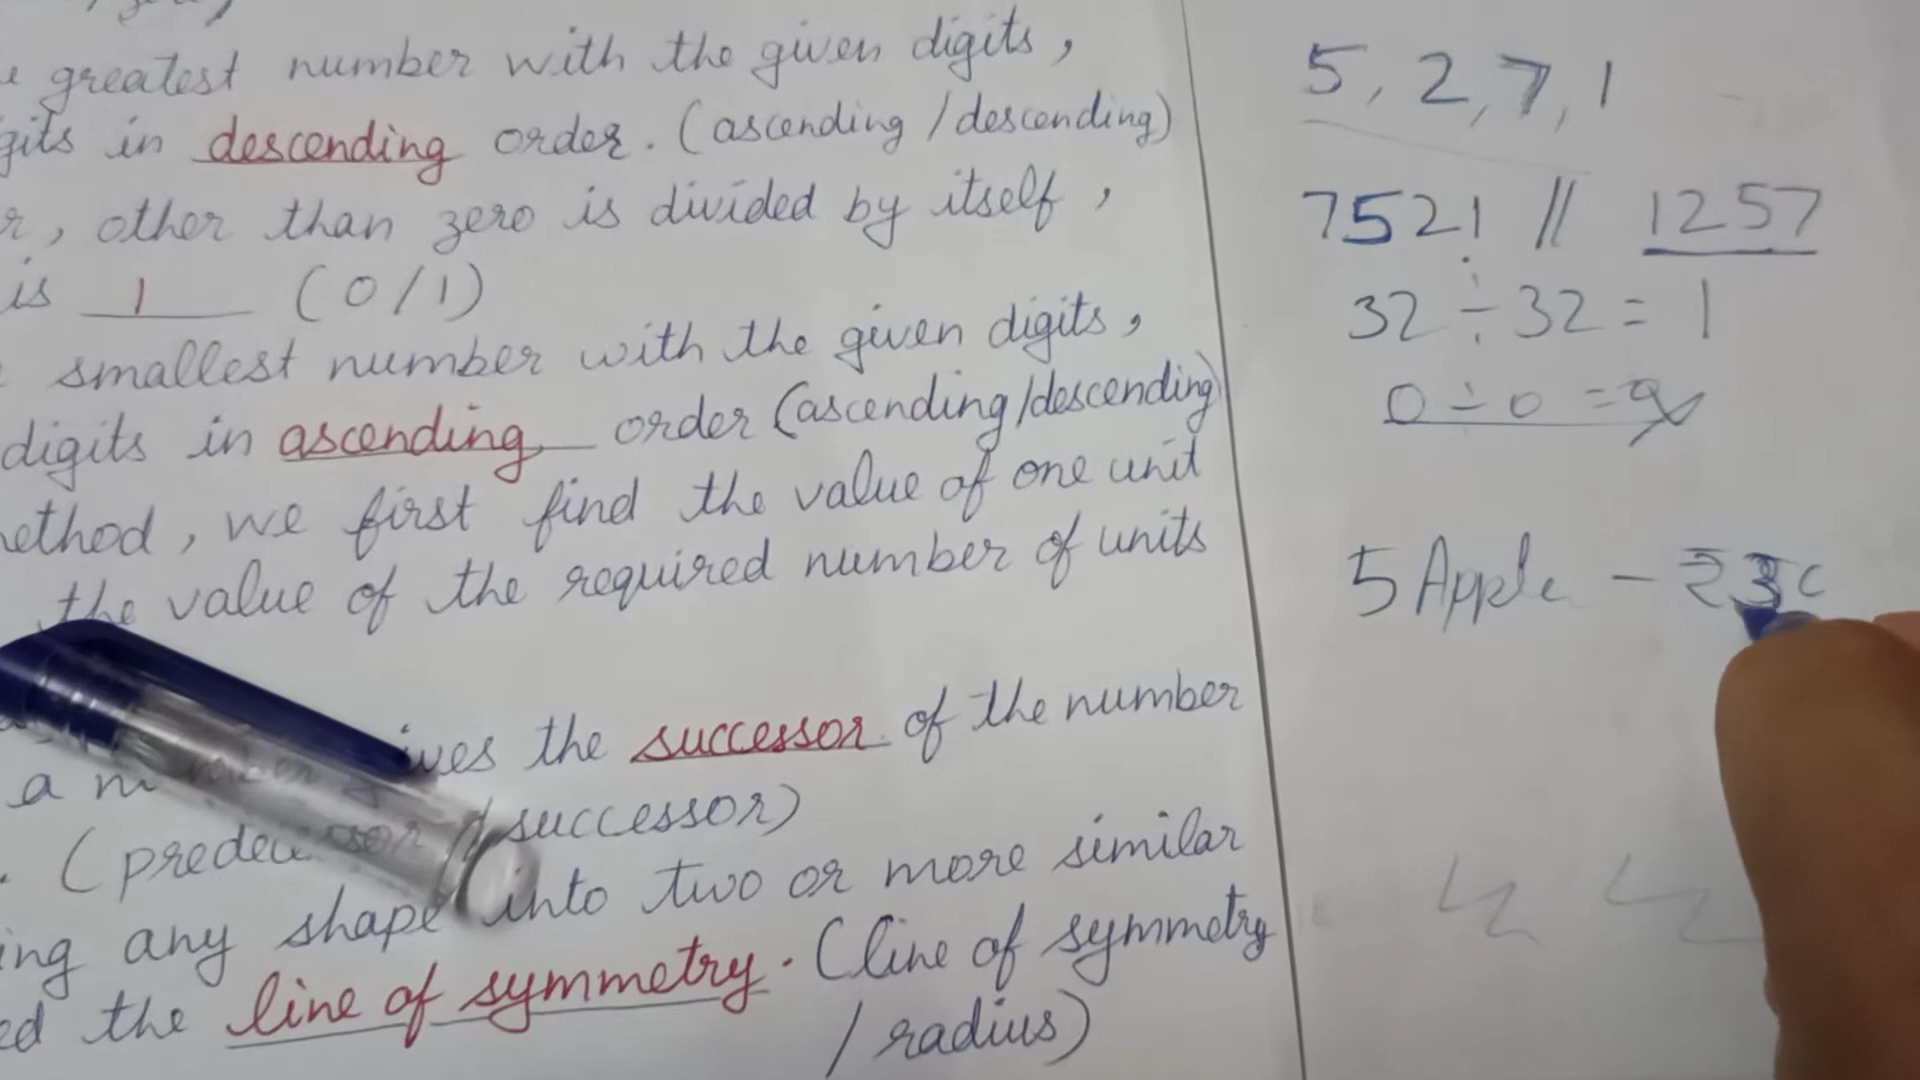 greatest number with the given digits,
gits in descending order. (ascending / descending)
r, other than zero is divided by itself,
is 1 (0/1)
smallest number with the given digits,
digits in ascending order (ascending/descending)
ethod, we first find the value of one unit
the value of the required number of units
ives the successor of the number
a
. (predecessor / successor)
ing any shape into two or more similar
ed the line of symmetry. (line of symmetry
/ radius)
5, 2, 7, 1
7521 // 1257
32 ÷ 32 = 1
0 ÷ 0 =
5 Apple - ₹